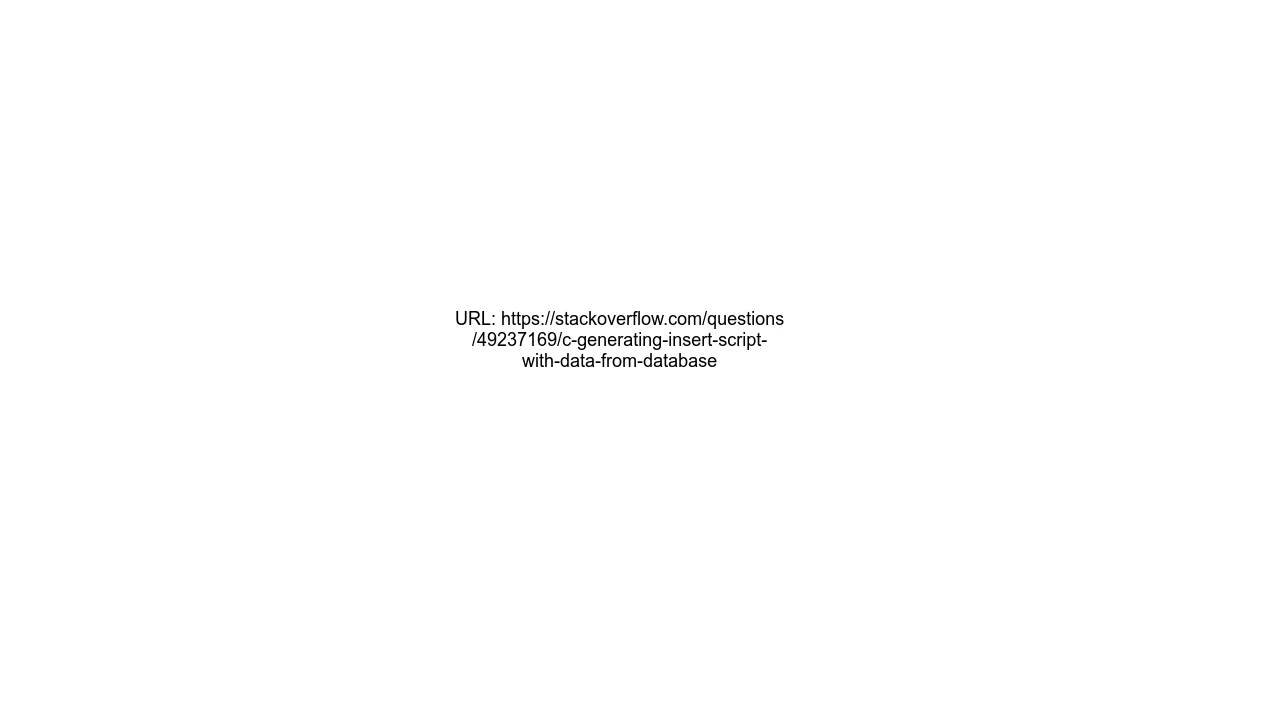 URL: https://stackoverflow.com/questions
/49237169/c-generating-insert-script-
with-data-from-database